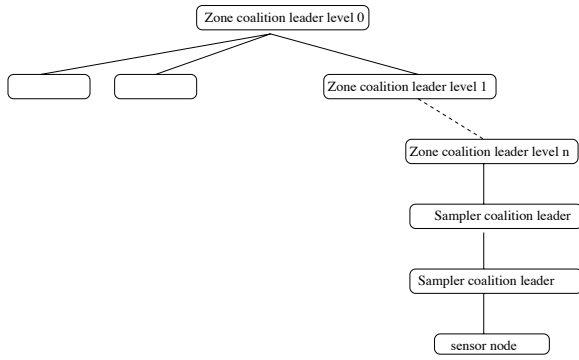 Zone coalition leader level 0
Zone coalition leader level 1
Zone coalition leader level n
Sampler coalition leader
Sampler coalition leader
sensor node